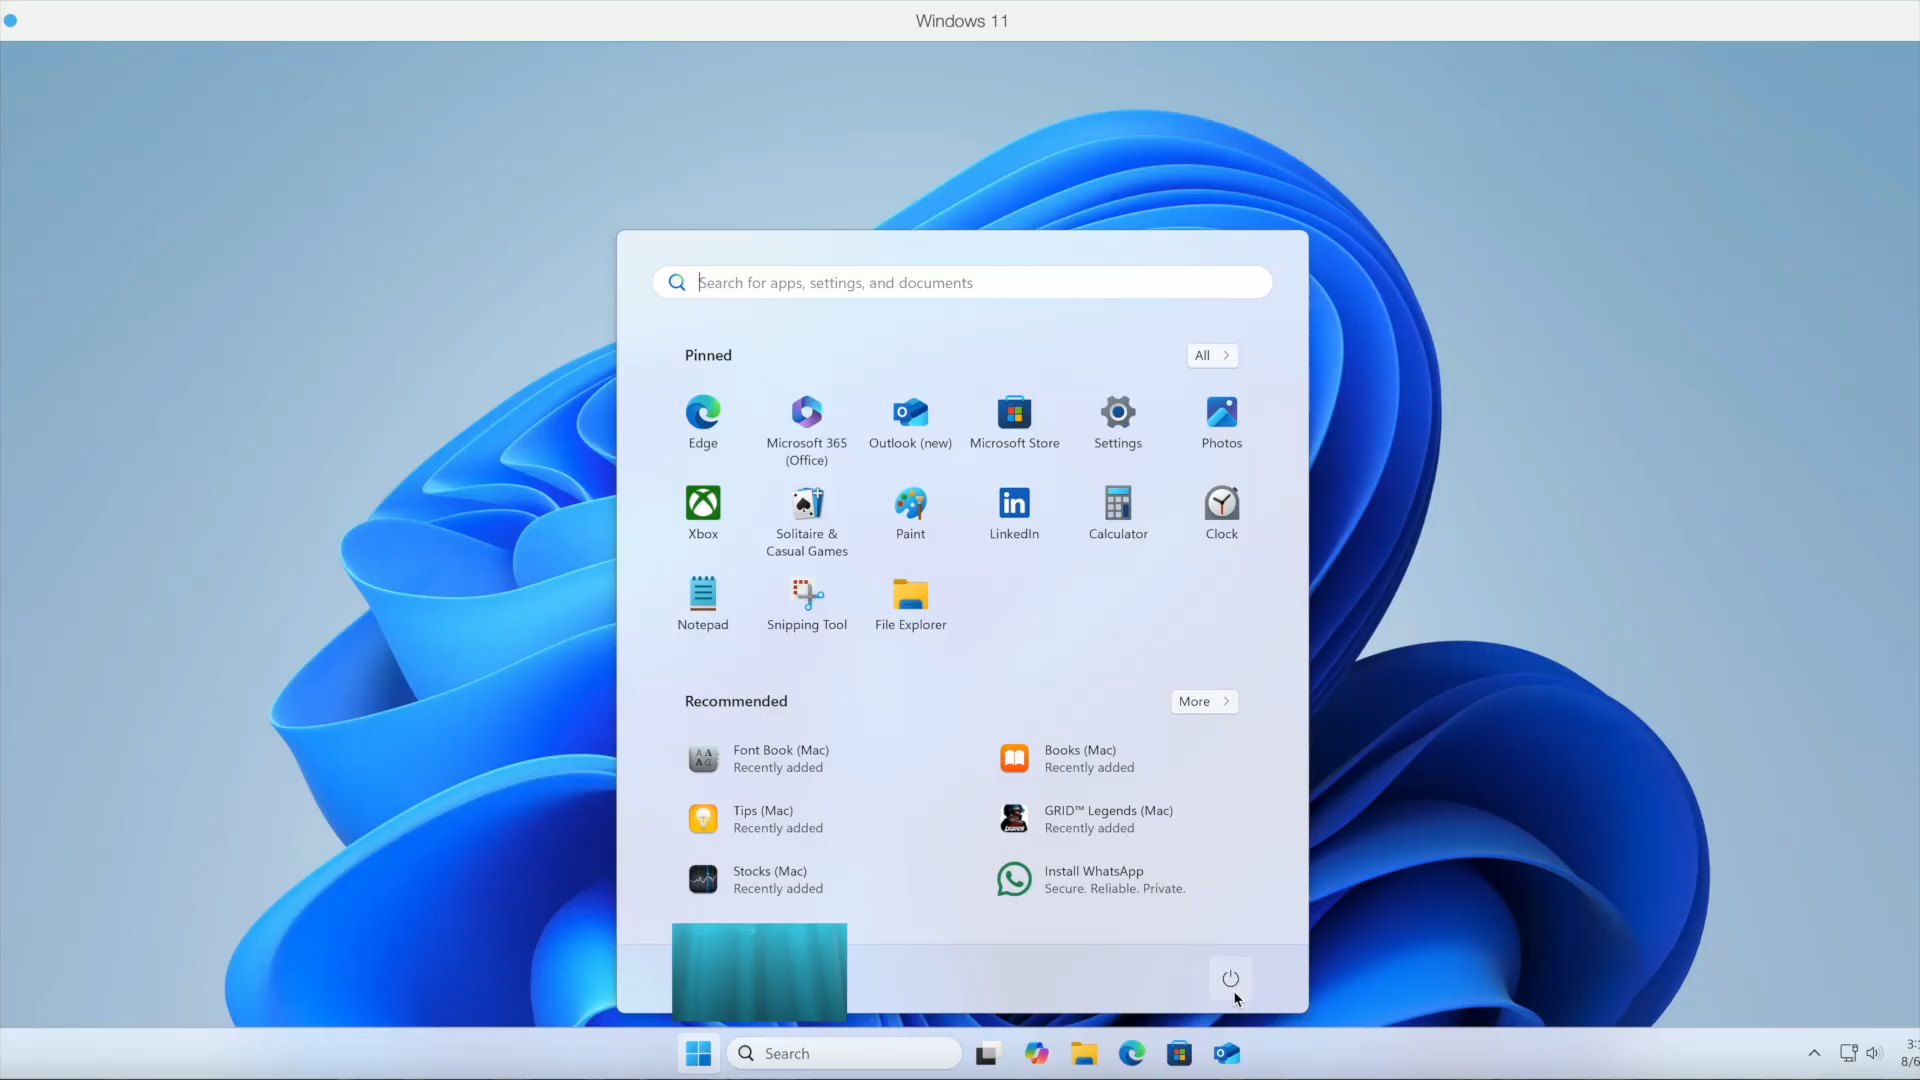 Windows 11
Search for apps, settings, and documents
Pinned
All
Edge
Microsoft 365
(Office)
Outlook (new)
Microsoft Store
Settings
Photos
Xbox
Solitaire &
Casual Games
Paint
LinkedIn
Calculator
Clock
Notepad
Snipping Tool
File Explorer
Recommended
More
Font Book (Mac)
Recently added
Books (Mac)
Recently added
Tips (Mac)
Recently added
GRID™ Legends (Mac)
Recently added
Stocks (Mac)
Recently added
Install WhatsApp
Secure. Reliable. Private.
Search